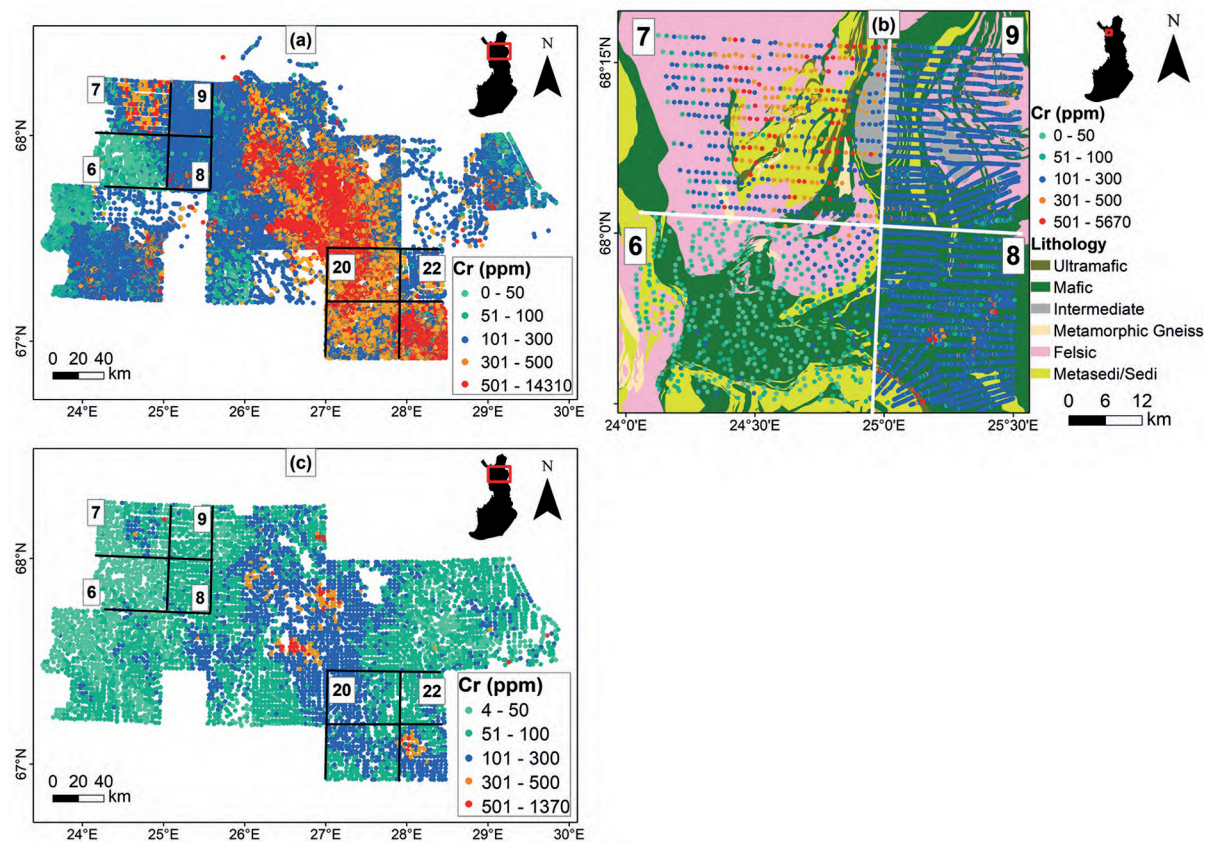 (a)
N
7
9
6
8
20
22
68°N
67°N
Cr (ppm)
0 - 50
51 - 100
101 - 300
301 - 500
501 - 14310
0 20 40
km
24°E 25°E 26°E 27°E 28°E 29°E 30°E
(b)
N
7
9
6
8
68°15'N
68°0'N
Cr (ppm)
0 - 50
51 - 100
101 - 300
301 - 500
501 - 5670
Lithology
Ultramafic
Mafic
Intermediate
Metamorphic Gneiss
Felsic
Metasedi/Sedi
0 6 12
km
24°0'E 24°30'E 25°0'E 25°30'E
(c)
N
7
9
6
8
20
22
68°N
67°N
Cr (ppm)
4 - 50
51 - 100
101 - 300
301 - 500
501 - 1370
0 20 40
km
24°E 25°E 26°E 27°E 28°E 29°E 30°E